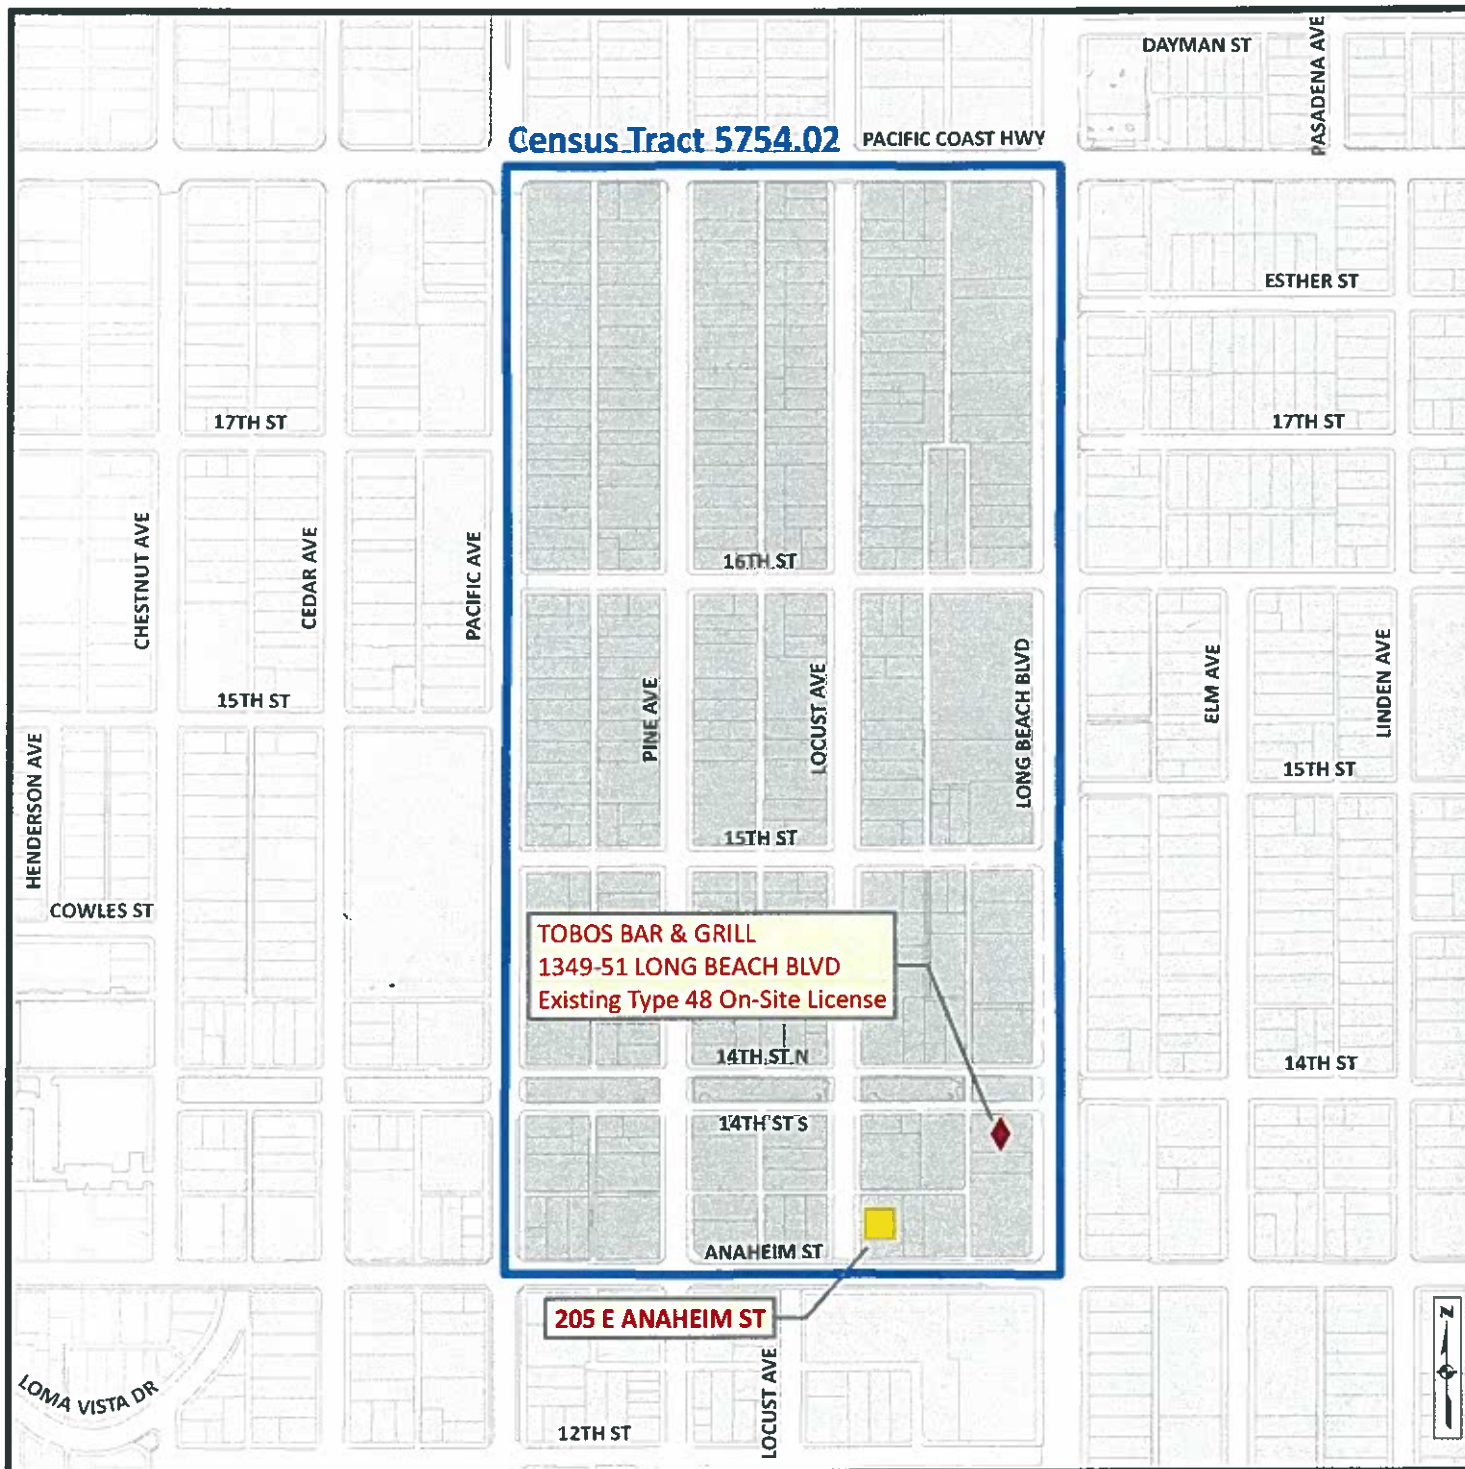 DAYMAN ST
PASADENA AVE
Census Tract 5754.02
PACIFIC COAST HWY
ESTHER ST
17TH ST
17TH ST
CHESTNUT AVE
CEDAR AVE
PACIFIC AVE
16TH ST
15TH ST
PINE AVE
LOCUST AVE
LONG BEACH BLVD
ELM AVE
LINDEN AVE
HENDERSON AVE
15TH ST
15TH ST
COWLES ST
TOBOS BAR & GRILL
1349-51 LONG BEACH BLVD
Existing Type 48 On-Site License
14TH ST N
14TH ST
14TH ST S
ANAHEIM ST
205 E ANAHEIM ST
LOMA VISTA DR
LOCUST AVE
12TH ST
N